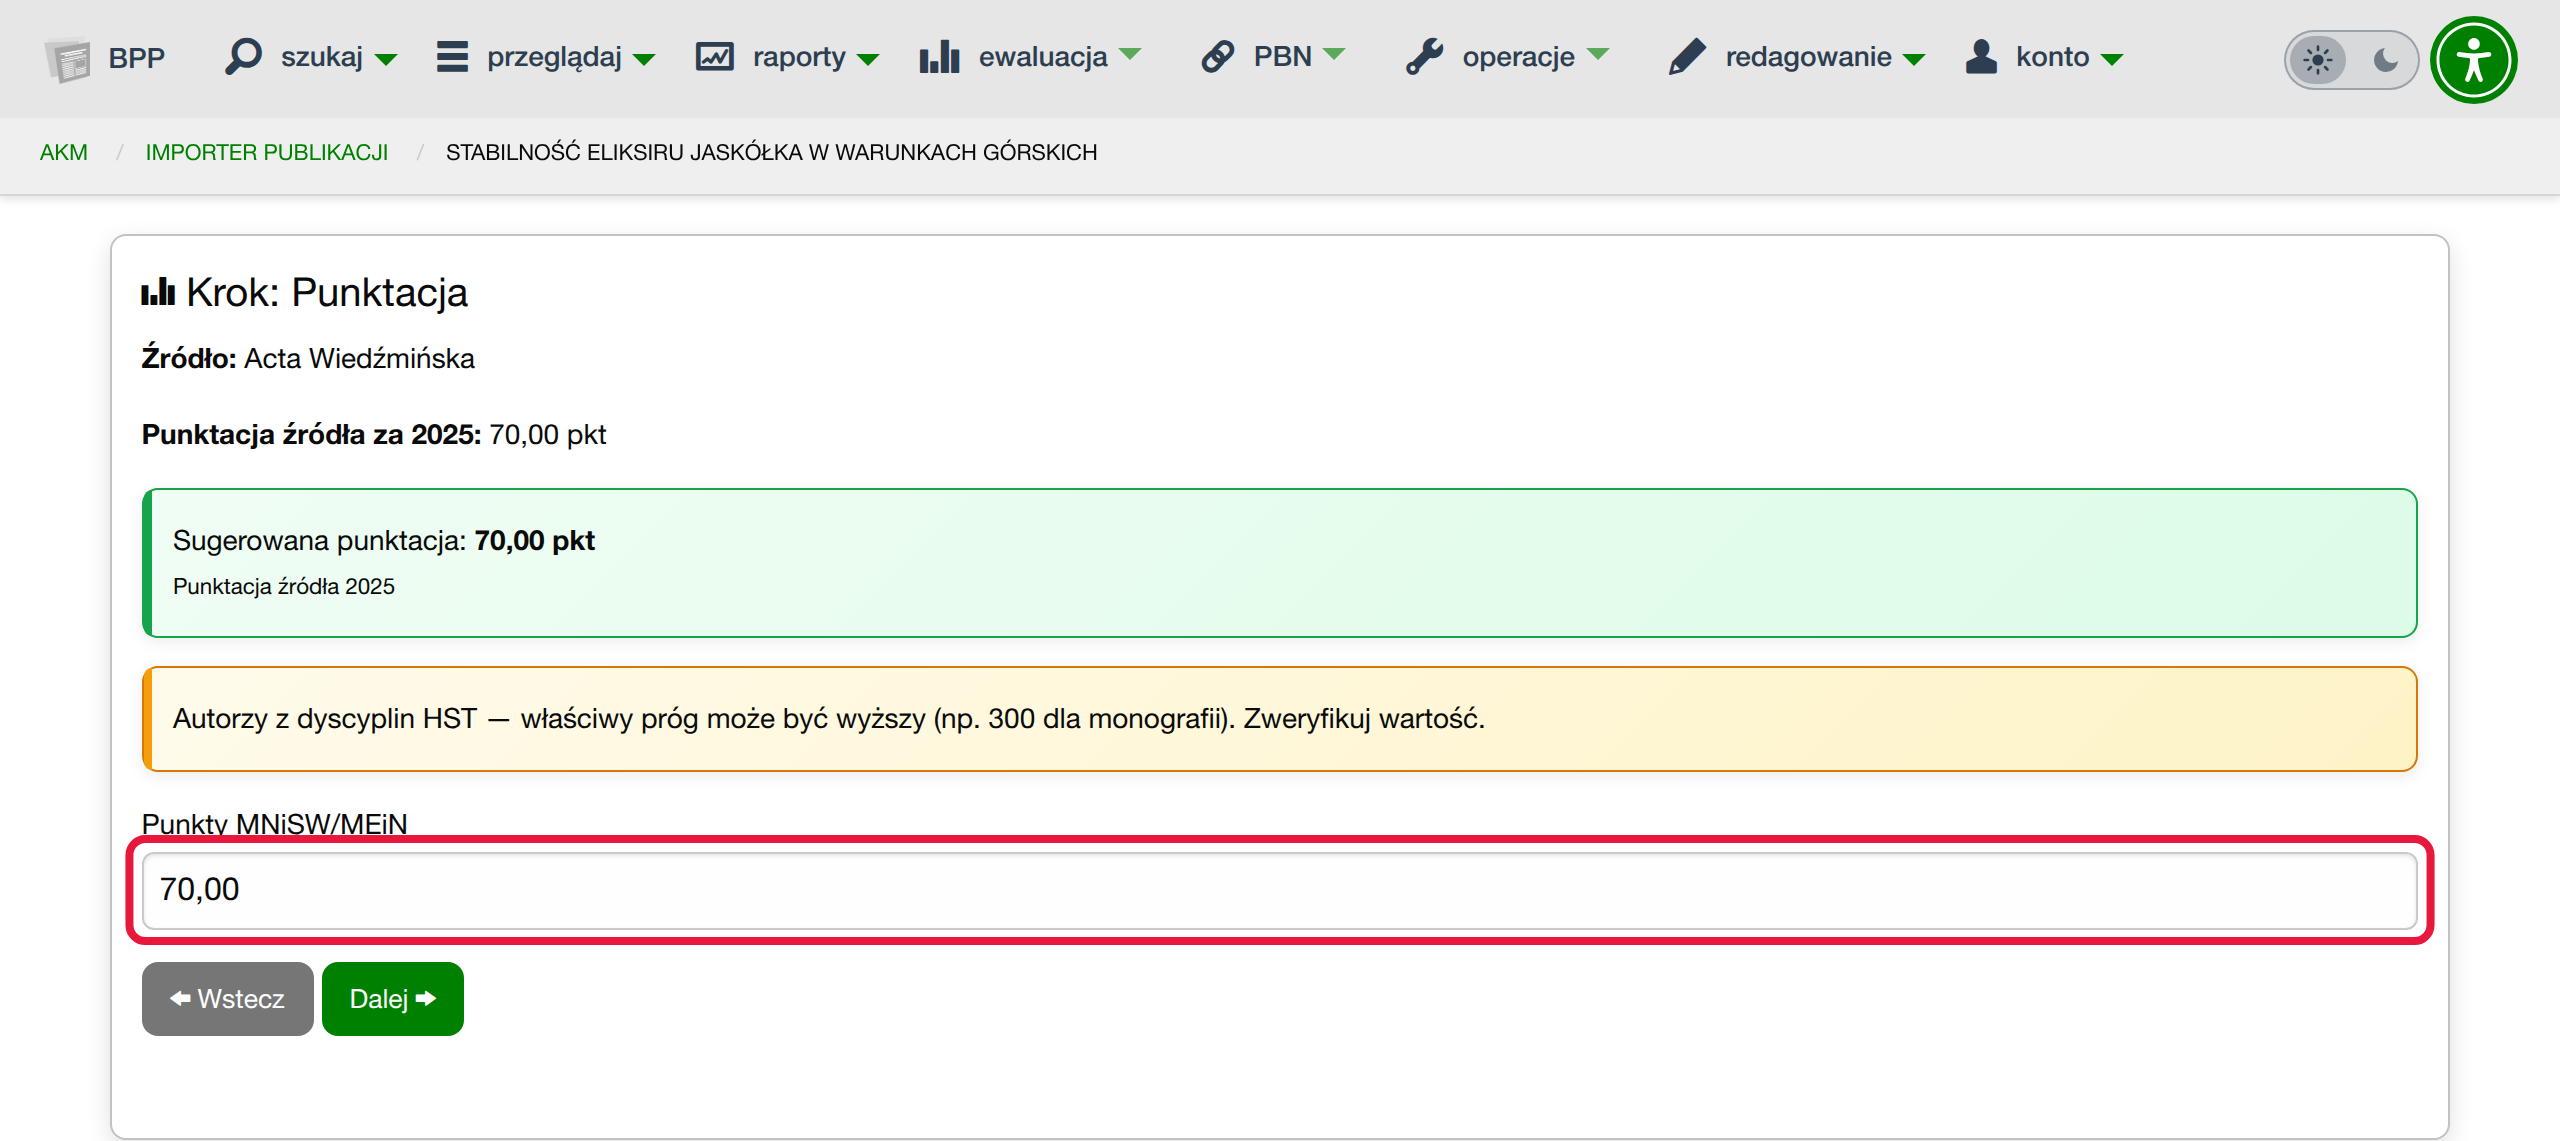 BPP szukaj przeglądaj raporty ewaluacja PBN operacje redagowanie konto
AKM / IMPORTER PUBLIKACJI / STABILNOŚĆ ELIKSIRU JASKÓŁKA W WARUNKACH GÓRSKICH
Krok: Punktacja
Źródło: Acta Wiedźmińska
Punktacja źródła za 2025: 70,00 pkt
Sugerowana punktacja: 70,00 pkt
Punktacja źródła 2025
Autorzy z dyscyplin HST — właściwy próg może być wyższy (np. 300 dla monografii). Zweryfikuj wartość.
Punkty MNiSW/MEiN
70,00
Wstecz Dalej